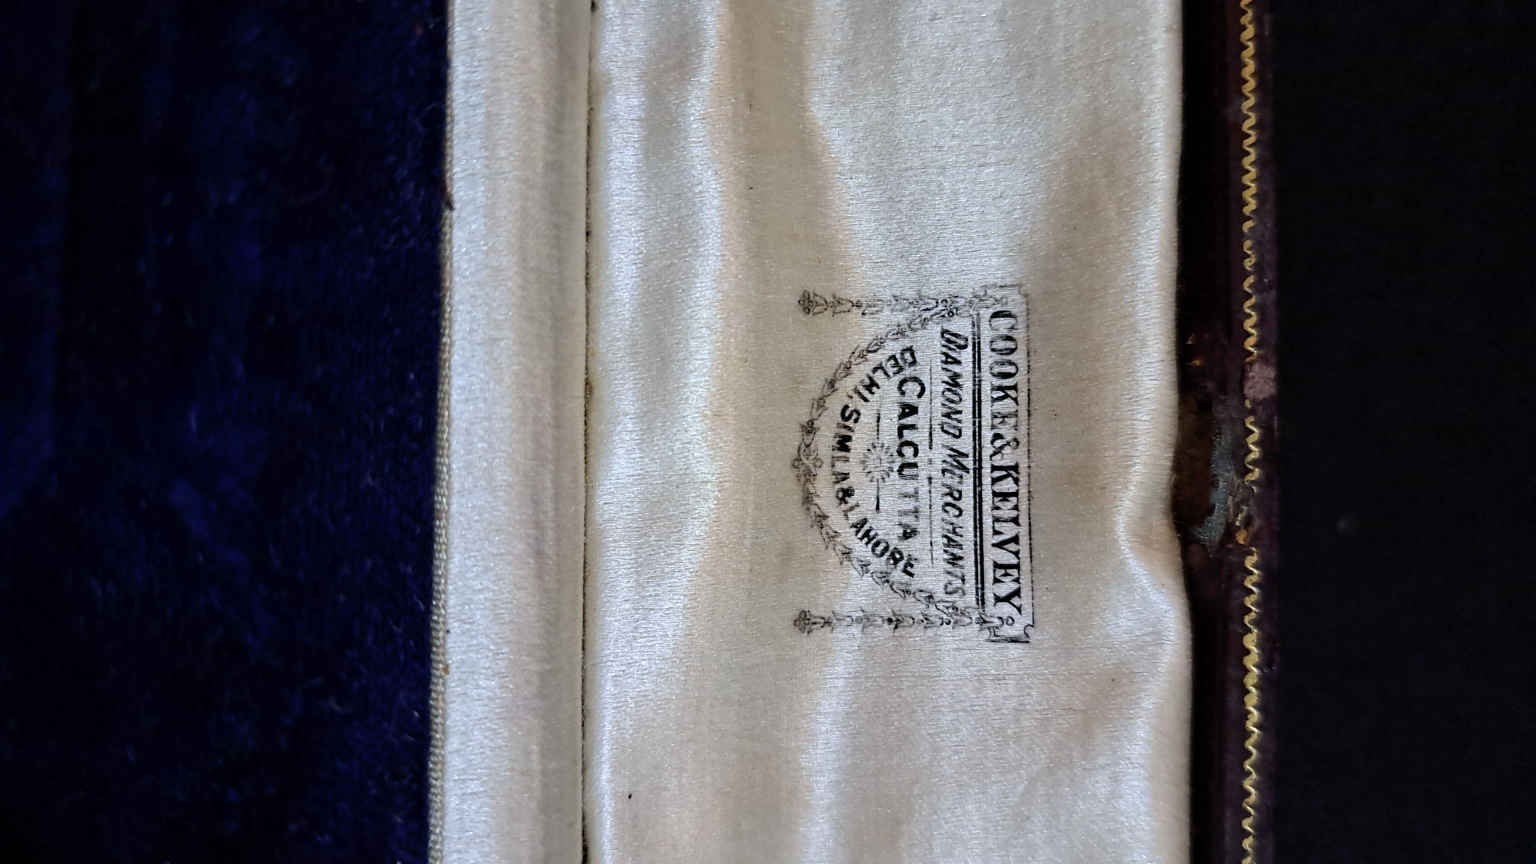 COOKE & KELVEY
DIAMOND MERCHANTS
CALCUTTA
DELHI, SIMLA & LAHORE